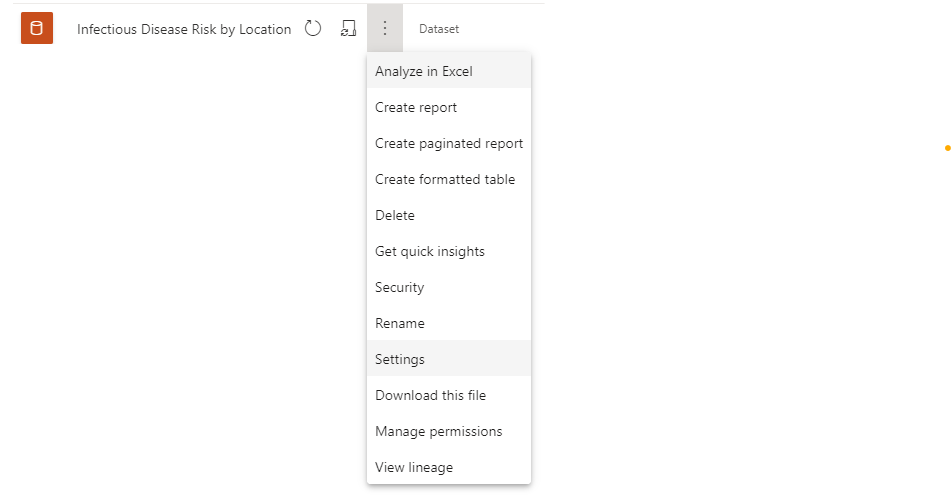 Infectious Disease Risk by Location Dataset
Analyze in Excel
Create report
Create paginated report
Create formatted table
Delete
Get quick insights
Security
Rename
Settings
Download this file
Manage permissions
View lineage